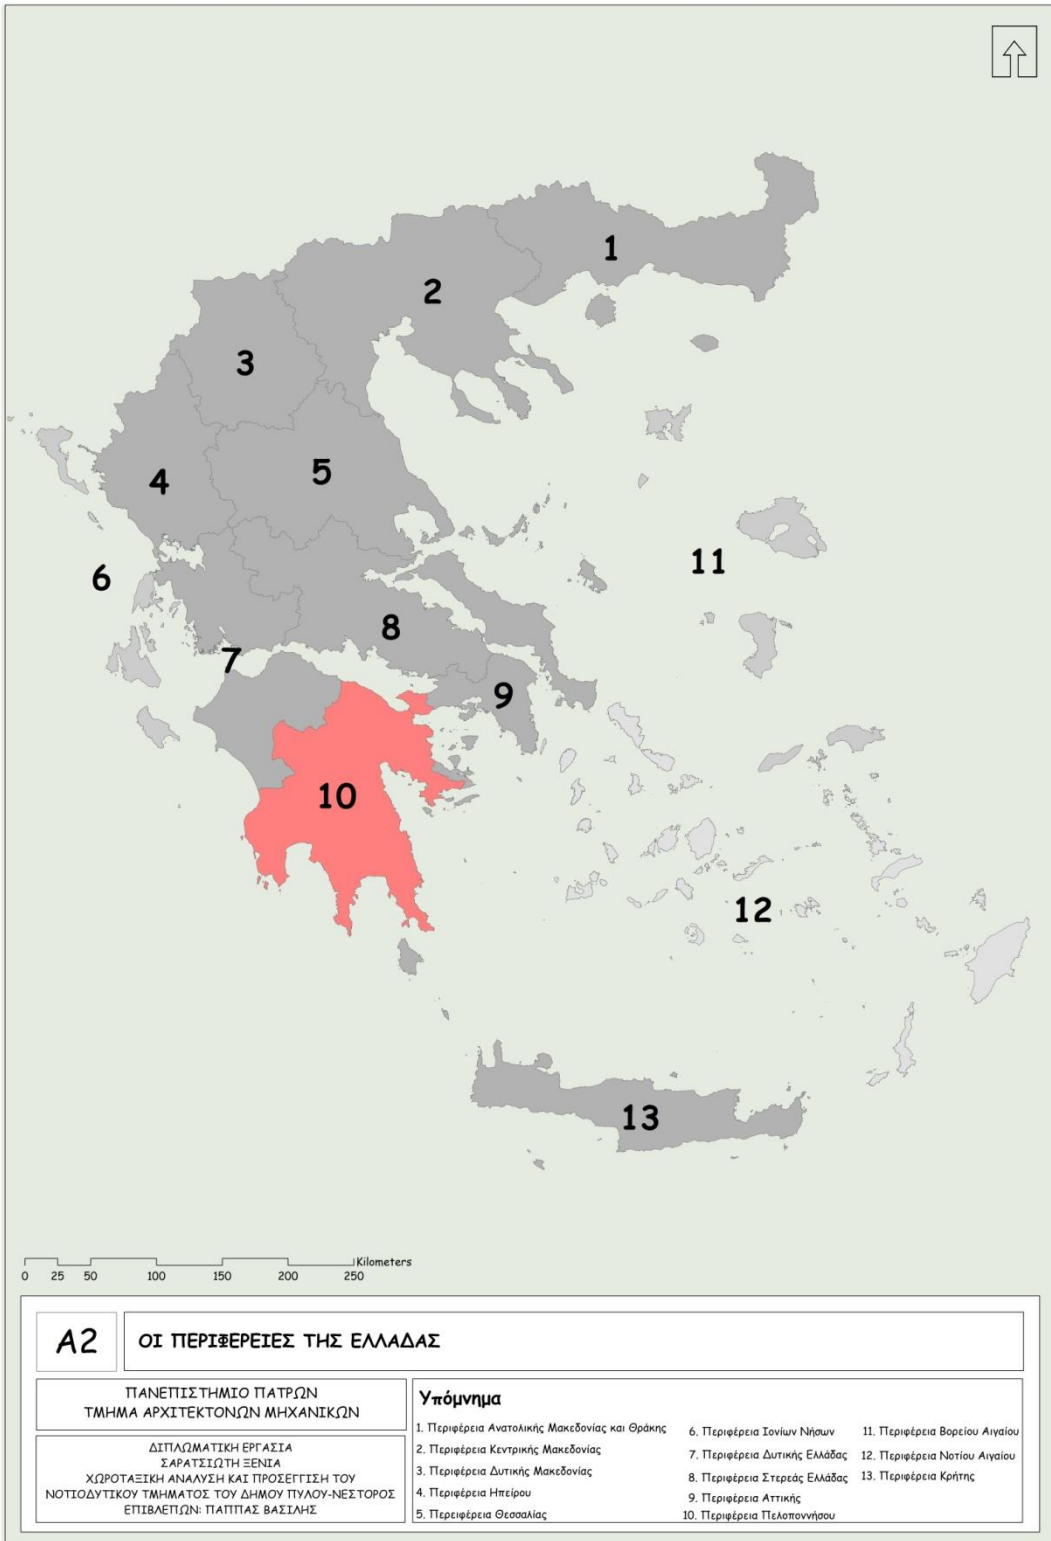 1
2
3
4
5
6
7
8
9
10
11
12
13
Kilometers
0 25 50 100 150 200 250
A2
ΟΙ ΠΕΡΙΦΕΡΕΙΕΣ ΤΗΣ ΕΛΛΑΔΑΣ
ΠΑΝΕΠΙΣΤΗΜΙΟ ΠΑΤΡΩΝ
ΤΜΗΜΑ ΑΡΧΙΤΕΚΤΟΝΩΝ ΜΗΧΑΝΙΚΩΝ
ΔΙΠΛΩΜΑΤΙΚΗ ΕΡΓΑΣΙΑ
ΣΑΡΑΤΣΙΩΤΗ ΞΕΝΙΑ
ΧΩΡΟΤΑΞΙΚΗ ΑΝΑΛΥΣΗ ΚΑΙ ΠΡΟΣΕΓΓΙΣΗ ΤΟΥ
ΝΟΤΙΟΔΥΤΙΚΟΥ ΤΜΗΜΑΤΟΣ ΤΟΥ ΔΗΜΟΥ ΠΥΛΟΥ-ΝΕΣΤΟΡΟΣ
ΕΠΙΒΛΕΠΩΝ: ΠΑΠΠΑΣ ΒΑΣΙΛΗΣ
Υπόμνημα
1. Περιφέρεια Ανατολικής Μακεδονίας και Θράκης
2. Περιφέρεια Κεντρικής Μακεδονίας
3. Περιφέρεια Δυτικής Μακεδονίας
4. Περιφέρεια Ηπείρου
5. Περειφέρεια Θεσσαλίας
6. Περιφέρεια Ιονίων Νήσων
7. Περιφέρεια Δυτικής Ελλάδας
8. Περιφέρεια Στερεάς Ελλάδας
9. Περιφέρεια Αττικής
10. Περιφέρεια Πελοποννήσου
11. Περιφέρεια Βορείου Αιγαίου
12. Περιφέρεια Νοτίου Αιγαίου
13. Περιφέρεια Κρήτης